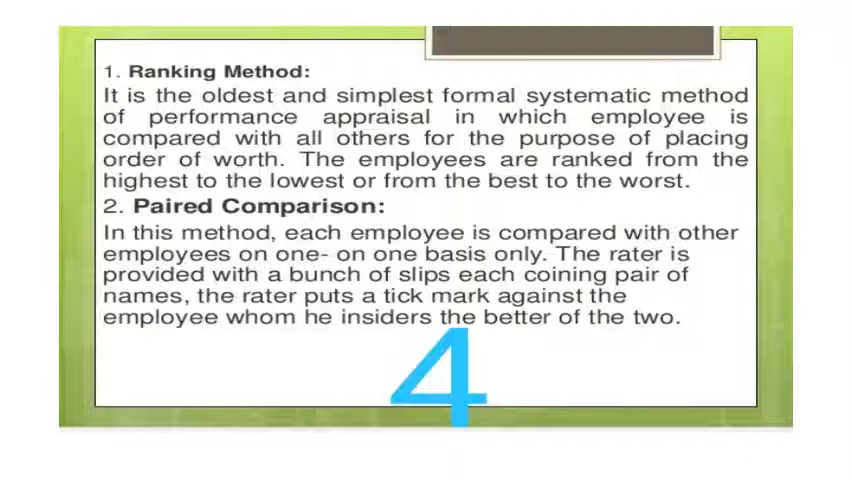 1. Ranking Method:
It is the oldest and simplest formal systematic method
of performance appraisal in which employee is
compared with all others for the purpose of placing
order of worth. The employees are ranked from the
highest to the lowest or from the best to the worst.
2. Paired Comparison:
In this method, each employee is compared with other
employees on one- on one basis only. The rater is
provided with a bunch of slips each coining pair of
names, the rater puts a tick mark against the
employee whom he insiders the better of the two.
4